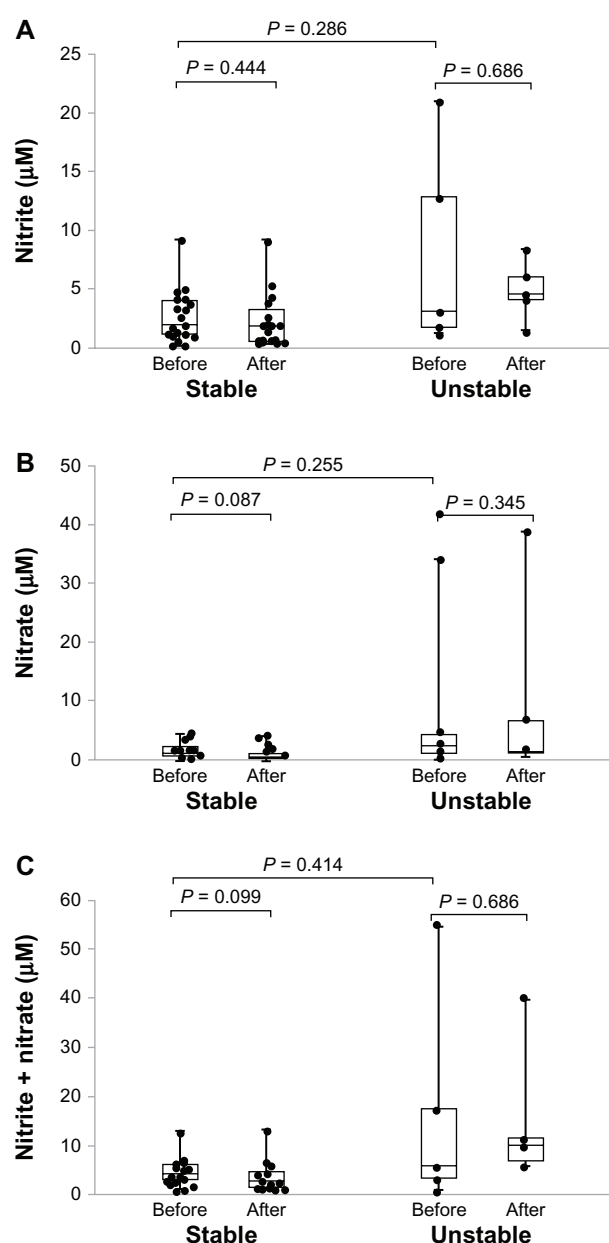 A
P = 0.286
P = 0.444
P = 0.686
Nitrite (μM)
25
20
15
10
5
0
Before
After
Before
After
Stable
Unstable
B
P = 0.255
P = 0.087
P = 0.345
Nitrate (μM)
50
40
30
20
10
0
Before
After
Before
After
Stable
Unstable
C
P = 0.414
P = 0.099
P = 0.686
Nitrite + nitrate (μM)
60
50
40
30
20
10
0
Before
After
Before
After
Stable
Unstable